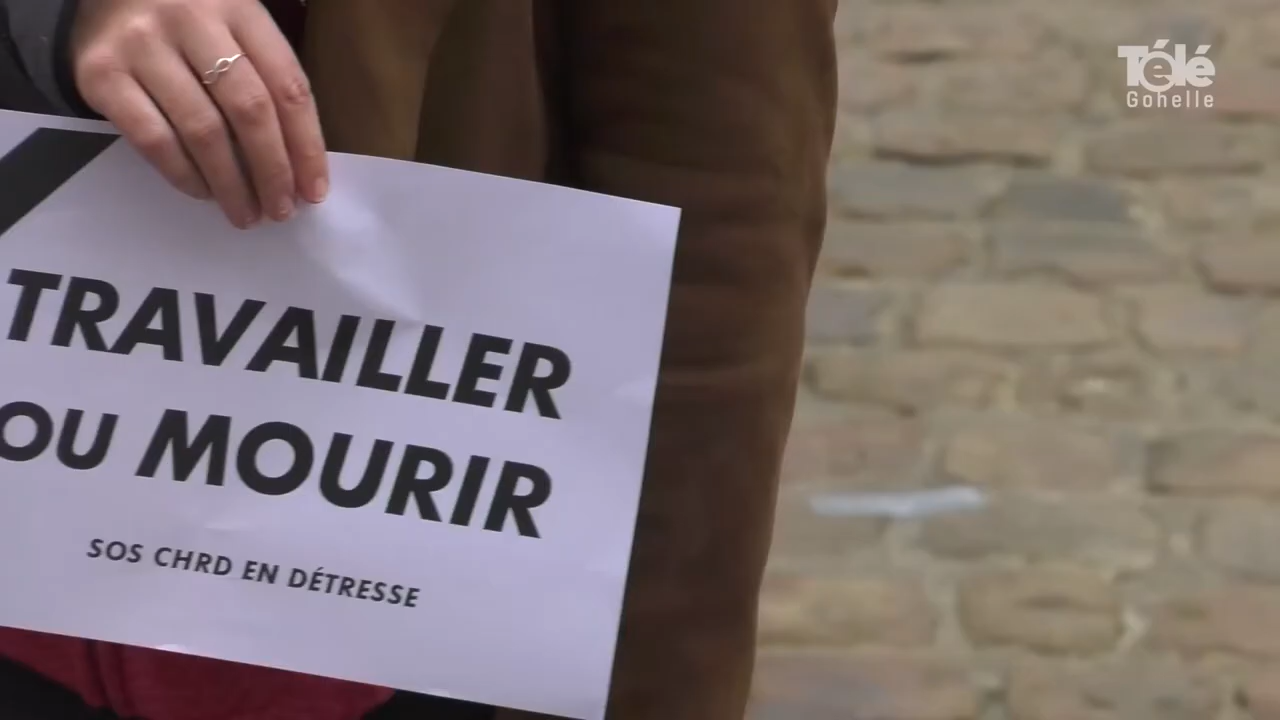 Télé
Gohelle
TRAVAILLER
OU MOURIR
SOS CHRD EN DÉTRESSE